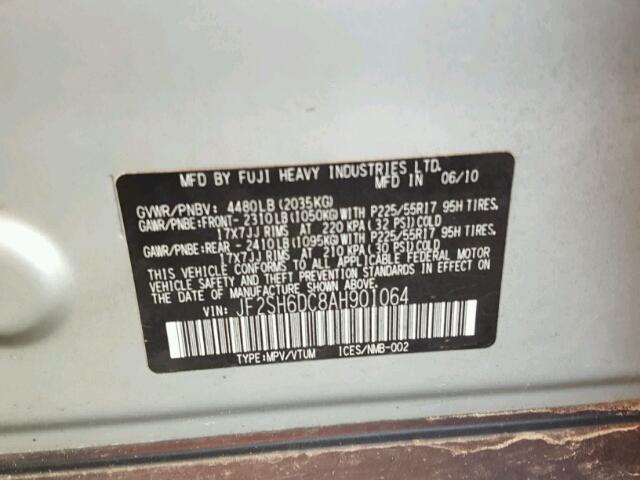 MFD BY FUJI HEAVY INDUSTRIES LTD.
MFD IN 06/10
GVWR/PNBV: 4480LB(2035KG)
GAWR/PNBE:FRONT- 2310LB(1050KG)WITH P225/55R17 95H TIRES,
17X7JJ RIMS AT 220 KPA(32 PSI)COLD
GAWR/PNBE:REAR - 2410LB(1095KG)WITH P225/55R17 95H TIRES,
17X7JJ RIMS AT 210 KPA(30 PSI)COLD
THIS VEHICLE CONFORMS TO ALL APPLICABLE FEDERAL MOTOR
VEHICLE SAFETY AND THEFT PREVENTION STANDARDS IN EFFECT
ON THE DATE OF MANUFACTURE SHOWN ABOVE.
VIN: JF2SH6DC8AH901064
TYPE:MPV/VTUM ICES/NMB-002